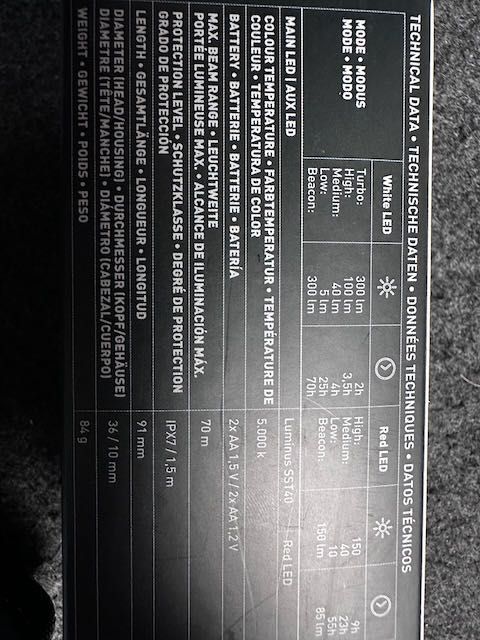 TECHNICAL DATA • TECHNISCHE DATEN • DONNÉES TECHNIQUES • DATOS TÉCNICOS
White LED Red LED
MODE • MODUS
MODE • MODO
Turbo: 300 lm 2h High: 150 9h
High: 100 lm 3,5h Medium: 40 23h
Medium: 40 lm 4h Low: 10 55h
Low: 5 lm 25h Beacon: 150 lm 85 lm
Beacon: 300 lm 70h
MAIN LED | AUX LED Luminus SST40 Red LED
COLOUR TEMPERATURE • FARBTEMPERATUR • TEMPÉRATURE DE
COULEUR • TEMPERATURA DE COLOR 5.000 k
BATTERY • BATTERIE • BATTERIE • BATERÍA 2x AA 1,5 V / 2x AA 1,2 V
MAX. BEAM RANGE • LEUCHTWEITE
PORTÉE LUMINEUSE MAX. • ALCANCE DE ILUMINACIÓN MÁX. 70 m
PROTECTION LEVEL • SCHUTZKLASSE • DEGRÉ DE PROTECTION
GRADO DE PROTECCIÓN IPX7 / 1,5 m
LENGTH • GESAMTLÄNGE • LONGUEUR • LONGITUD 91 mm
DIAMETER (HEAD/HOUSING) • DURCHMESSER (KOPF/GEHÄUSE)
DIAMÈTRE (TÊTE/MANCHE) • DIÁMETRO (CABEZAL/CUERPO) 36 / 10 mm
WEIGHT • GEWICHT • POIDS • PESO 84 g